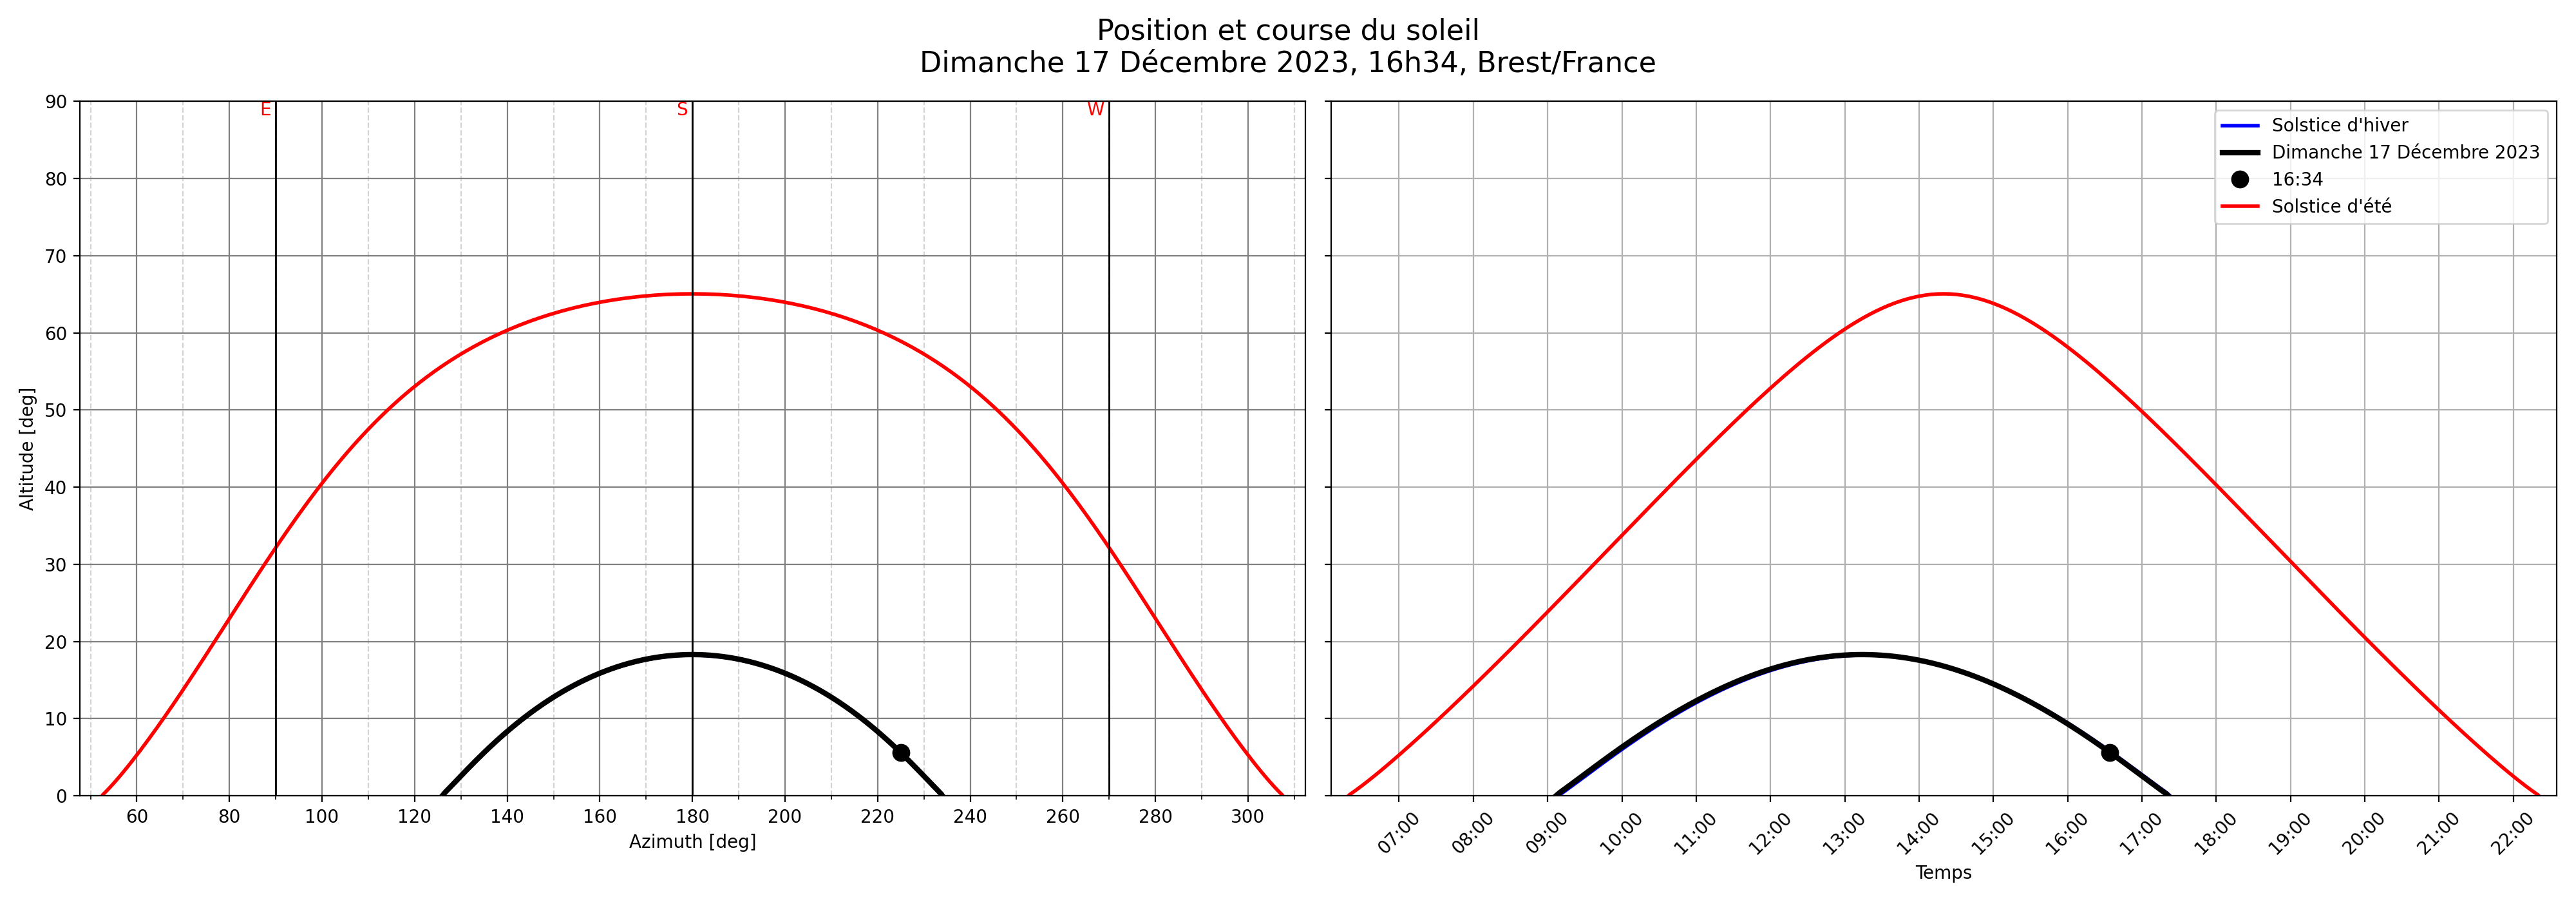 Position et course du soleil
Dimanche 17 Décembre 2023, 16h34, Brest/France
90
80
70
60
50
40
30
20
10
0
Altitude [deg]
E
S
W
60 80 100 120 140 160 180 200 220 240 260 280 300
Azimuth [deg]
Solstice d'hiver
Dimanche 17 Décembre 2023
16:34
Solstice d'été
07:00 08:00 09:00 10:00 11:00 12:00 13:00 14:00 15:00 16:00 17:00 18:00 19:00 20:00 21:00 22:00
Temps